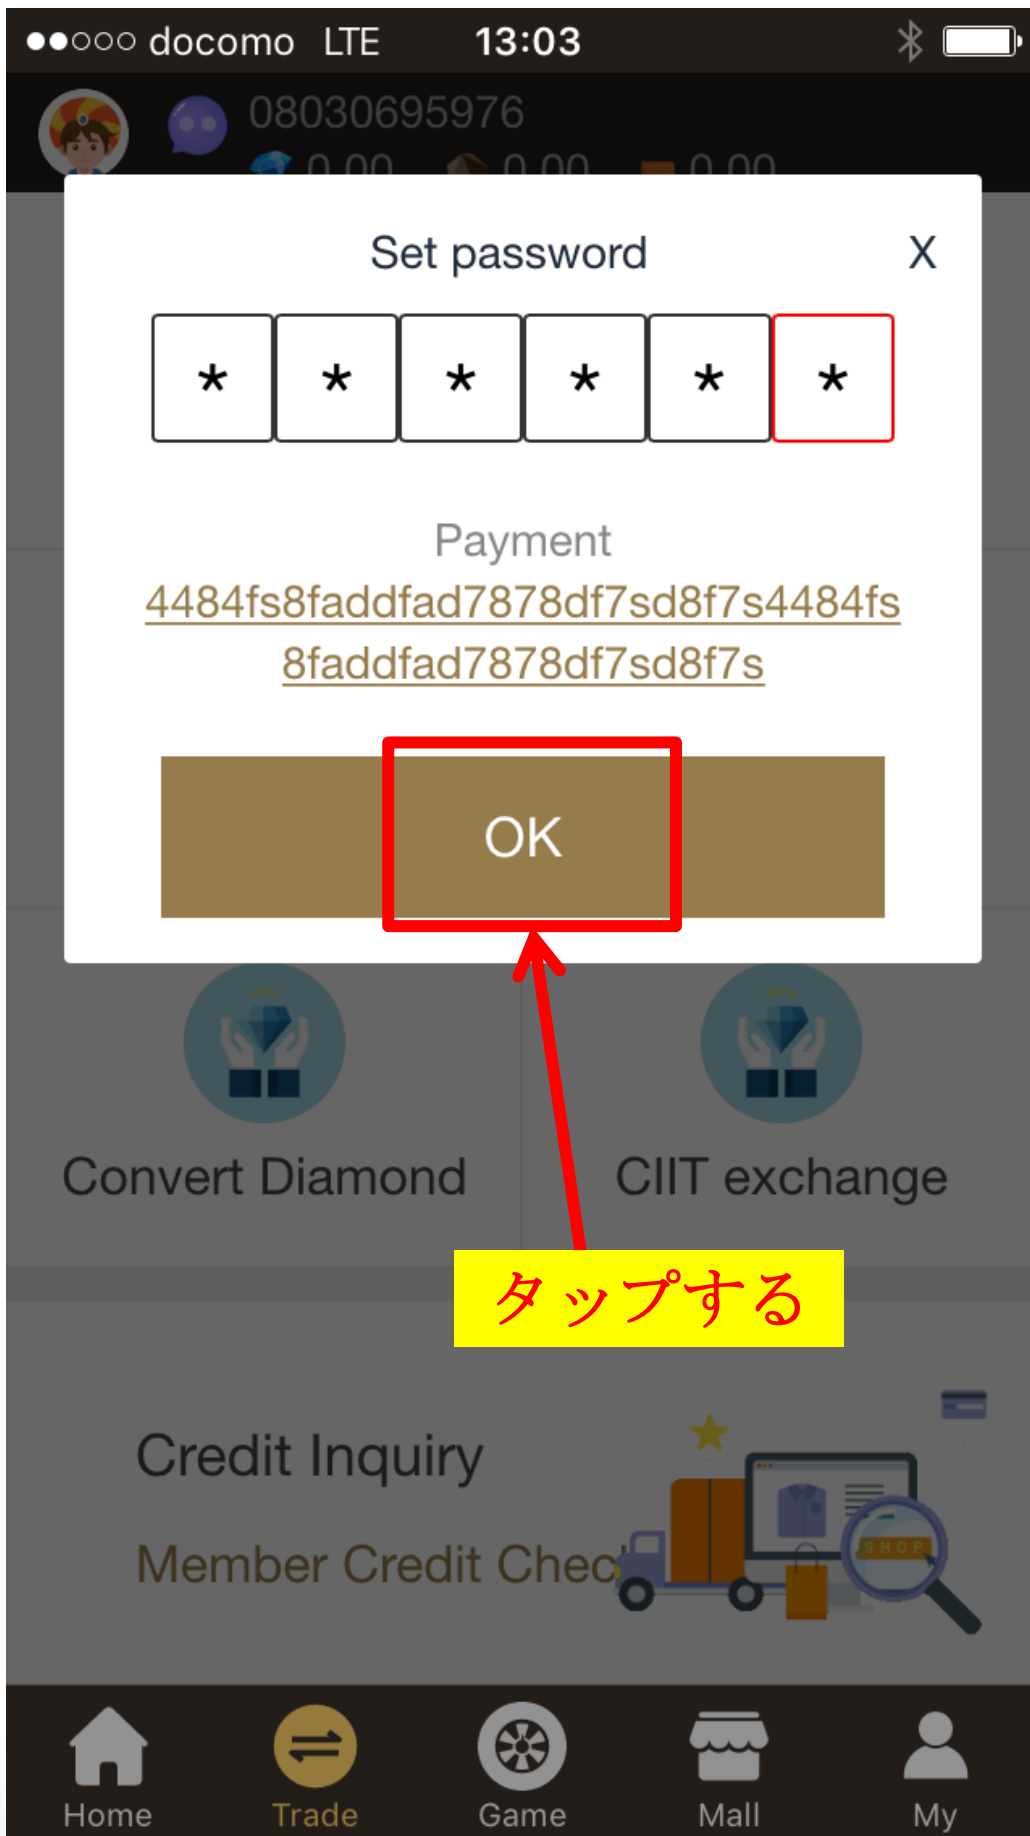 docomo LTE 13:03
08030695976
0.00 0.00 0.00
Set password X
* * * * * *
Payment
4484fs8faddfad7878df7sd8f7s4484fs
8faddfad7878df7sd8f7s
OK
Convert Diamond CIIT exchange
タップする
Credit Inquiry
Member Credit Chec
SHOP
Home Trade Game Mall My